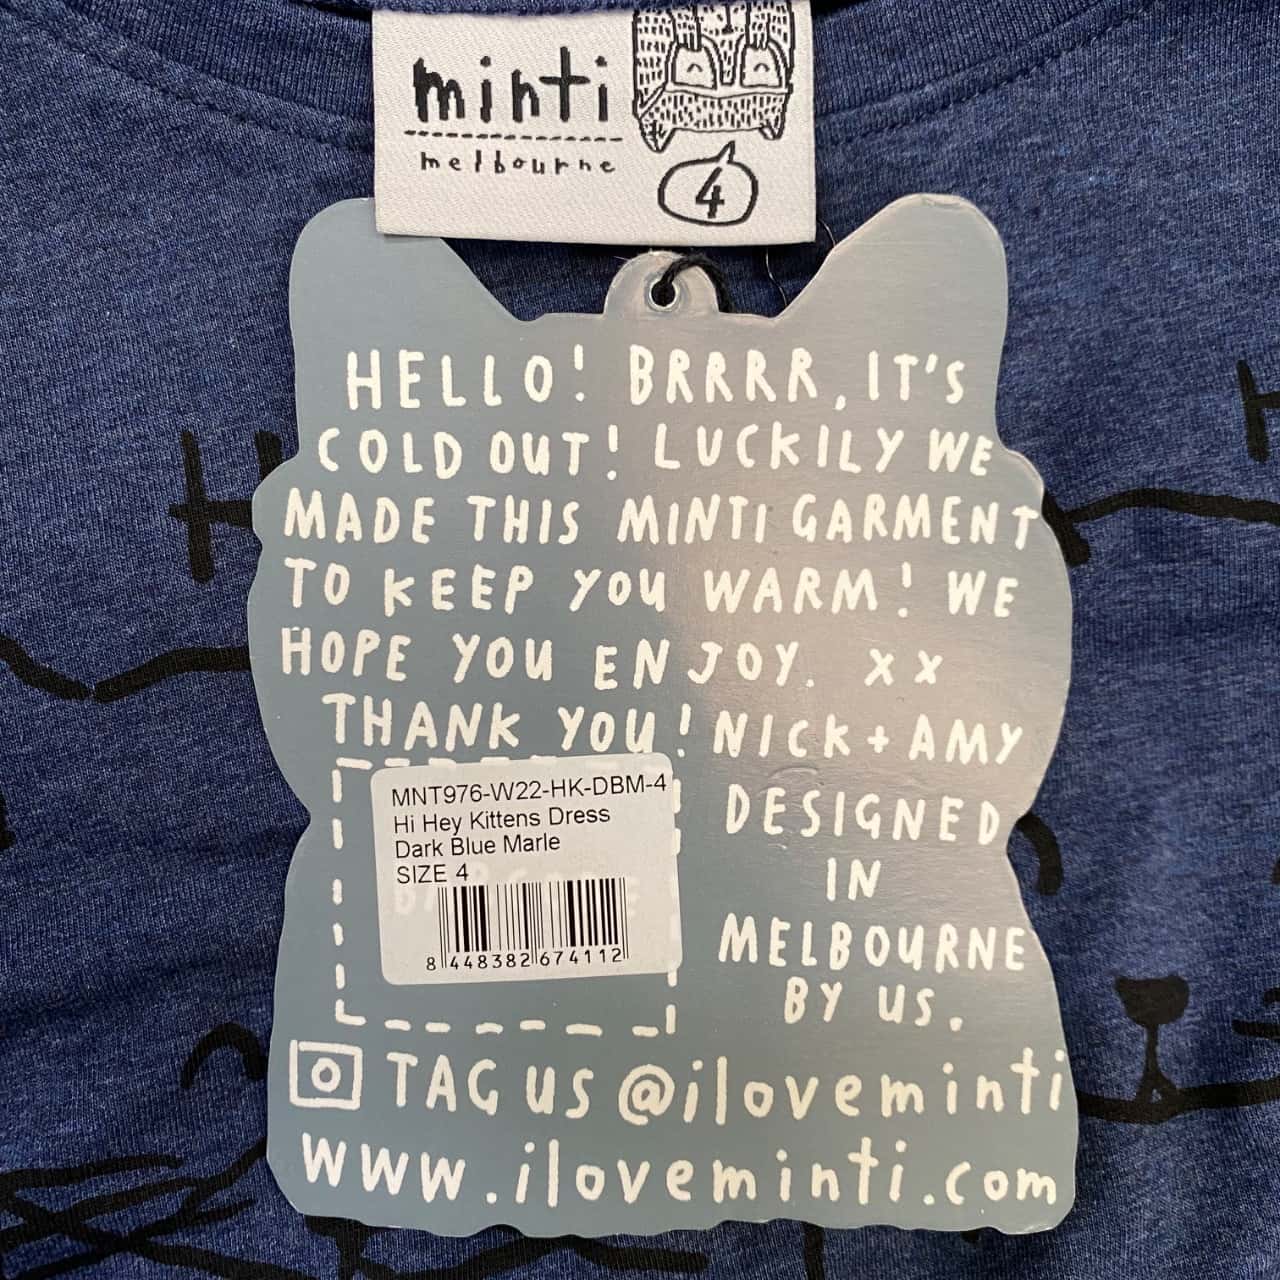 minti
melbourne
4
HELLO! BRRRR, IT'S
COLD OUT! LUCKILY WE
MADE THIS MINTI GARMENT
TO KEEP YOU WARM! WE
HOPE YOU ENJOY. xx
THANK YOU! NICK + AMY
MNT976-W22-HK-DBM-4
Hi Hey Kittens Dress
Dark Blue Marle
SIZE 4
8 448382 674112
DESIGNED
IN
MELBOURNE
BY US.
TAG US @iloveminti
www.iloveminti.com